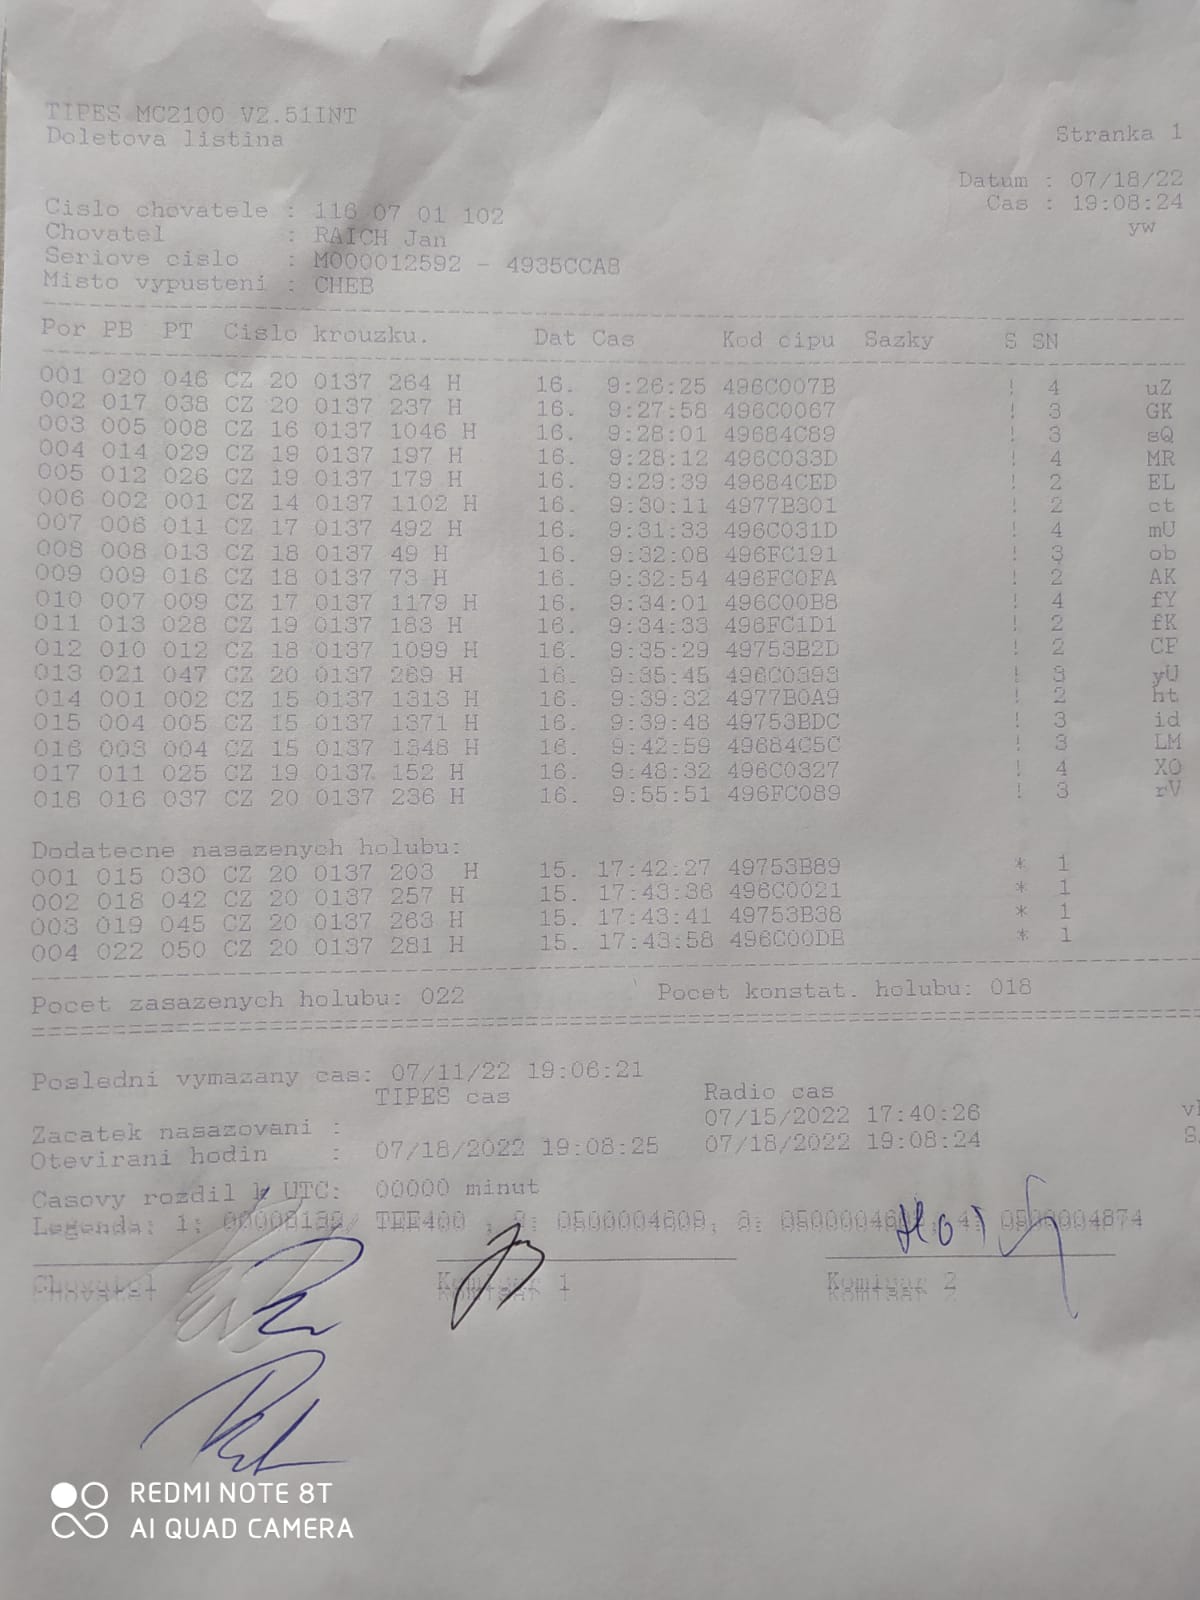 TIPES MC2100 V2.51INT
Doletova listina
Stranka 1
Datum : 07/18/22
Cas : 19:08:24
yw
Cislo chovatele : 116 07 01 102
Chovatel : RAICH Jan
Seriove cislo : M000012592 - 4935CCA8
Misto vypusteni : CHEB
Por PB PT Cislo krouzku. Dat Cas Kod cipu Sazky S SN
001 020 046 CZ 20 0137 264 H 16. 9:26:25 496C007B ! 4 uZ
002 017 038 CZ 20 0137 237 H 16. 9:27:58 496C0067 ! 3 GK
003 005 008 CZ 16 0137 1046 H 16. 9:28:01 49684C89 ! 3 sQ
004 014 029 CZ 19 0137 197 H 16. 9:28:12 496C033D ! 4 MR
005 012 026 CZ 19 0137 179 H 16. 9:29:39 49684CED ! 2 EL
006 002 001 CZ 14 0137 1102 H 16. 9:30:11 4977B301 ! 2 ct
007 006 011 CZ 17 0137 492 H 16. 9:31:33 496C031D ! 4 mU
008 008 013 CZ 18 0137 49 H 16. 9:32:08 496FC191 ! 3 ob
009 009 016 CZ 18 0137 73 H 16. 9:32:54 496FC0FA ! 2 AK
010 007 009 CZ 17 0137 1179 H 16. 9:34:01 496C00B8 ! 4 fY
011 013 028 CZ 19 0137 183 H 16. 9:34:33 496FC1D1 ! 2 fK
012 010 012 CZ 18 0137 1099 H 16. 9:35:29 49753B2D ! 2 CF
013 021 047 CZ 20 0137 269 H 16. 9:35:45 496C0393 ! 3 yU
014 001 002 CZ 15 0137 1313 H 16. 9:39:32 4977B0A9 ! 2 ht
015 004 005 CZ 15 0137 1371 H 16. 9:39:48 49753BDC ! 3 id
016 003 004 CZ 15 0137 1348 H 16. 9:42:59 49684C5C ! 3 LM
017 011 025 CZ 19 0137 152 H 16. 9:48:32 496C0327 ! 4 XO
018 016 037 CZ 20 0137 236 H 16. 9:55:51 496FC089 ! 3 rV
Dodatecne nasazenych holubu:
001 015 030 CZ 20 0137 203 H 15. 17:42:27 49753B89 * 1
002 018 042 CZ 20 0137 257 H 15. 17:43:36 496C0021 * 1
003 019 045 CZ 20 0137 263 H 15. 17:43:41 49753B38 * 1
004 022 050 CZ 20 0137 281 H 15. 17:43:58 496C00DB * 1
Pocet zasazenych holubu: 022 Pocet konstat. holubu: 018
Posledni vymazany cas: 07/11/22 19:06:21
TIPES cas Radio cas
Zacatek nasazovani : 07/15/2022 17:40:26
Otevirani hodin : 07/18/2022 19:08:25 07/18/2022 19:08:24
Casovy rozdil k UTC: 00000 minut
Legenda: 1: TEE400 , 2: 0500004609, 3: 4: 0500004874
Chovatel Komisar 1 Komisar 2
REDMI NOTE 8T
AI QUAD CAMERA